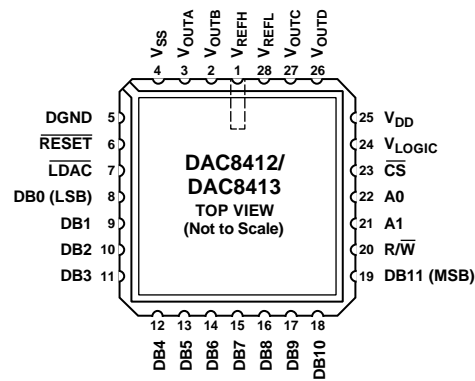 VSS VOUTA VOUTB VREFH VREFL VOUTC VOUTD
4 3 2 1 28 27 26
DGND 5
RESET 6
LDAC 7
DB0 (LSB) 8
DB1 9
DB2 10
DB3 11
DAC8412/
DAC8413
TOP VIEW
(Not to Scale)
25 VDD
24 VLOGIC
23 CS
22 A0
21 A1
20 R/W
19 DB11 (MSB)
12 13 14 15 16 17 18
DB4 DB5 DB6 DB7 DB8 DB9 DB10